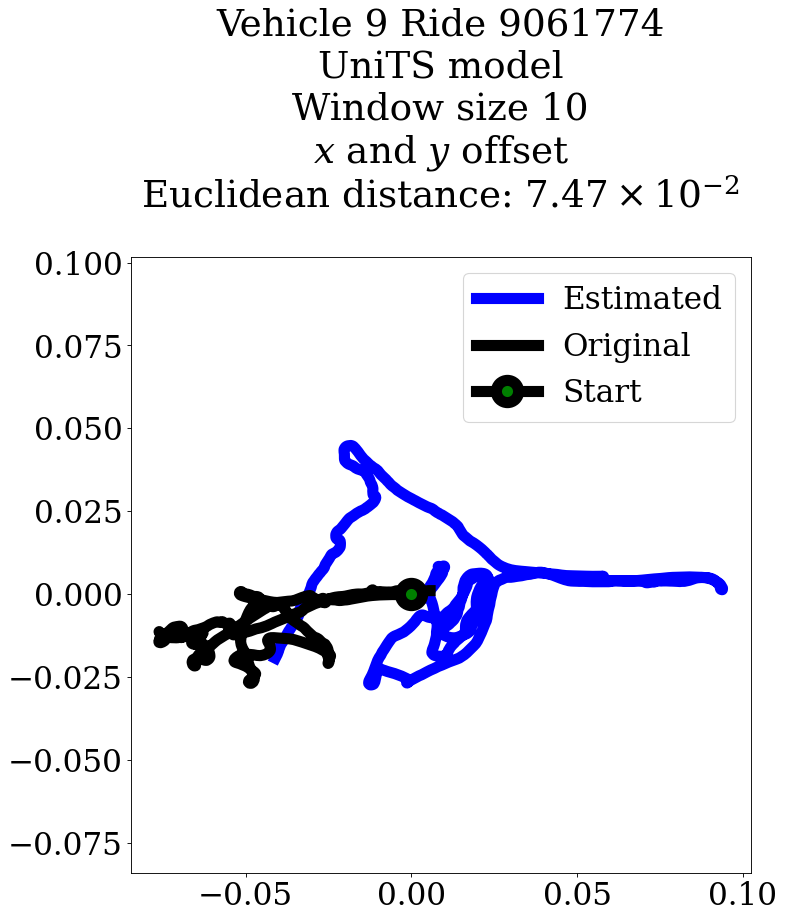 Vehicle 9 Ride 9061774
UniTS model
Window size 10
x and y offset
Euclidean distance: 7.47 × 10⁻²
Estimated
Original
Start
0.100
0.075
0.050
0.025
0.000
−0.025
−0.050
−0.075
−0.05 0.00 0.05 0.10